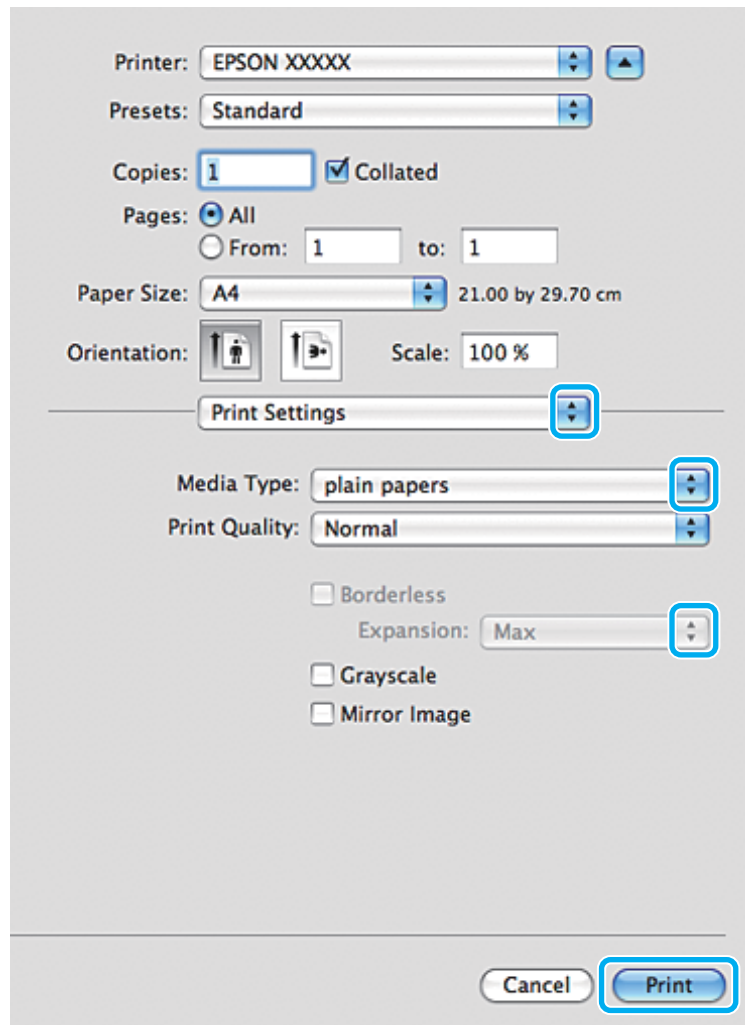 Printer: EPSON XXXXX
Presets: Standard
Copies: 1 Collated
Pages: All
From: 1 to: 1
Paper Size: A4 21.00 by 29.70 cm
Orientation: Scale: 100 %
Print Settings
Media Type: plain papers
Print Quality: Normal
Borderless
Expansion: Max
Grayscale
Mirror Image
Cancel Print